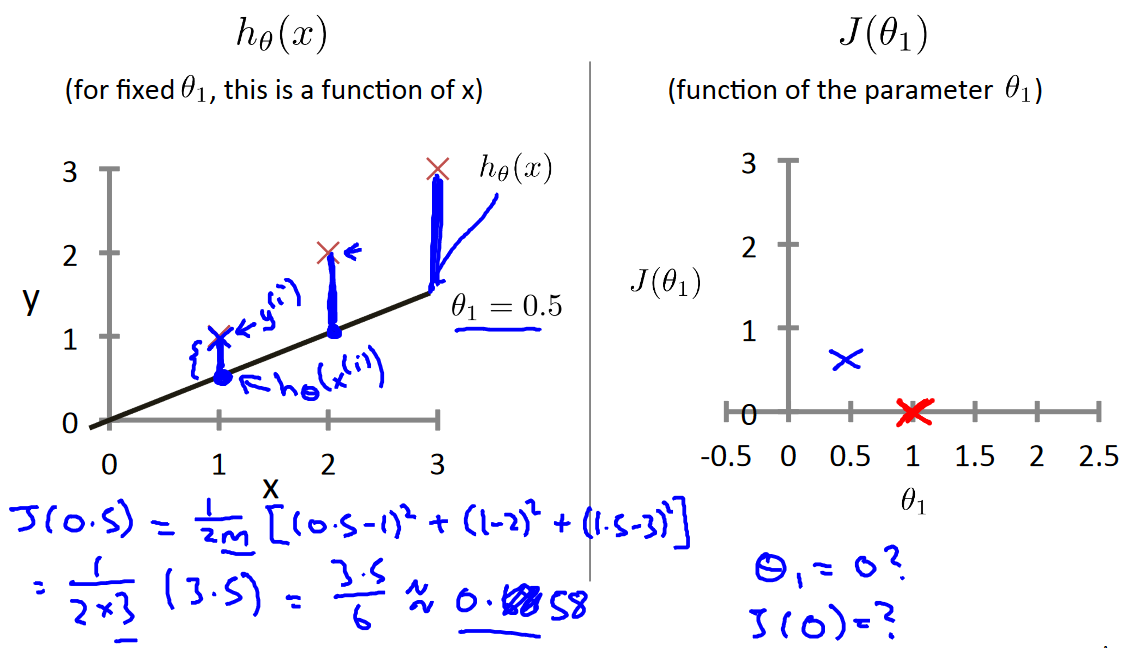 hθ(x)
(for fixed θ₁, this is a function of x)
3
2
1
0
y
0 1 2 3
x
hθ(x)
θ₁ = 0.5
y⁽ⁱ⁾
hθ(x⁽ⁱ⁾)
J(0.5) = 1/2m [(0.5-1)² + (1-2)² + (1.5-3)²]
= 1/2×3 (3.5) = 3.5/6 ≈ 0.58
J(θ₁)
(function of the parameter θ₁)
3
2
1
0
J(θ₁)
-0.5 0 0.5 1 1.5 2 2.5
θ₁
θ₁ = 0?
J(0) = ?